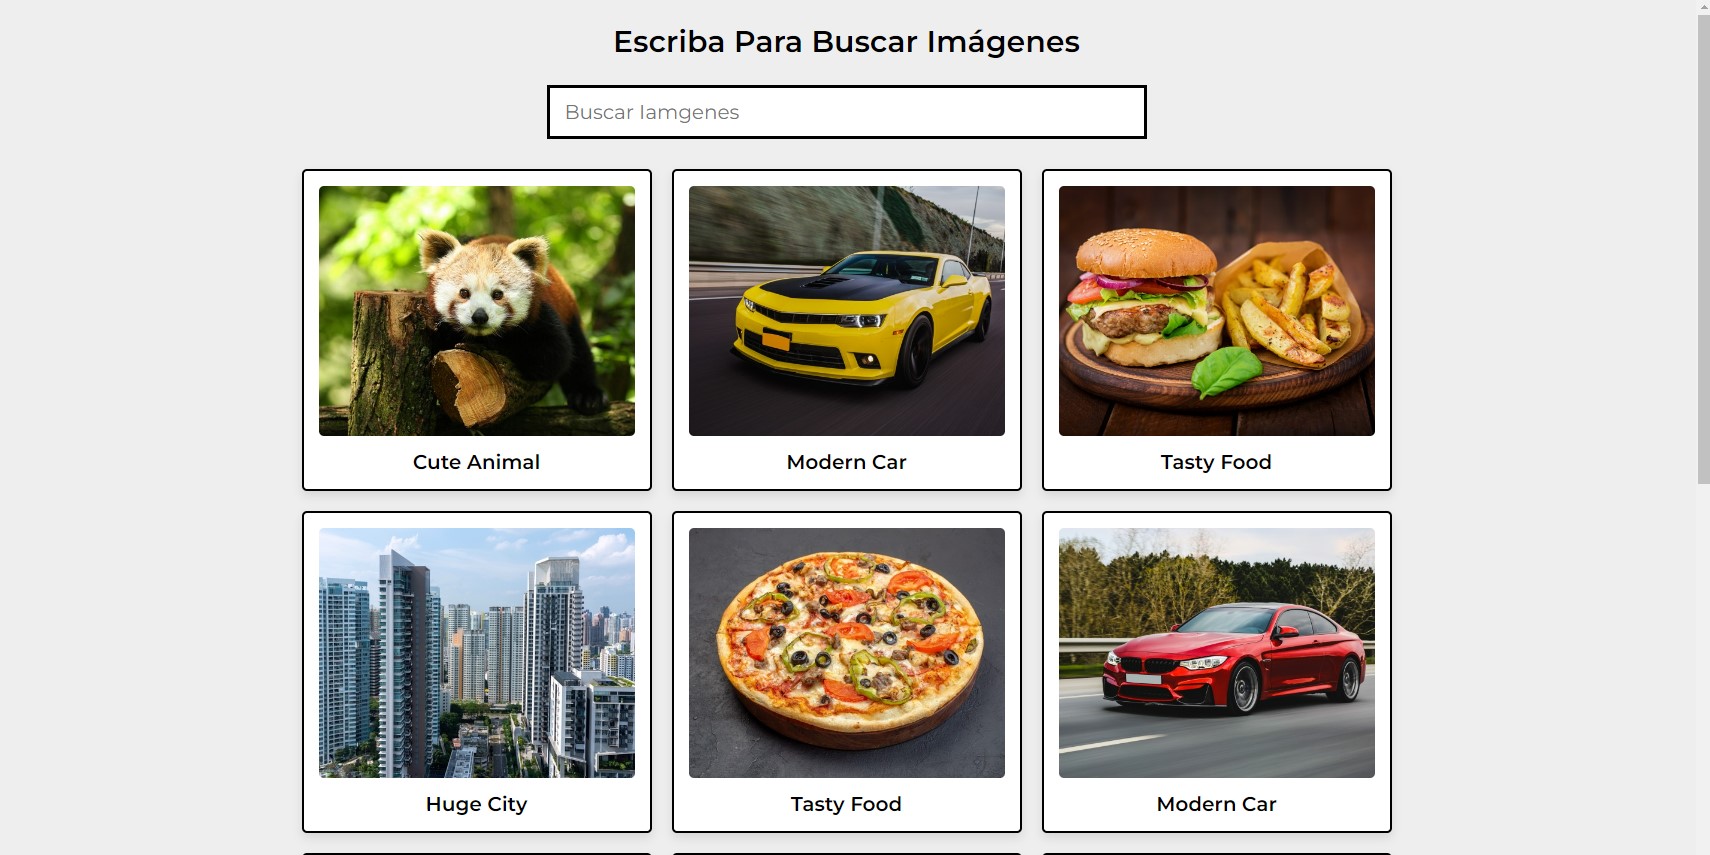 Escriba Para Buscar Imágenes
Buscar Iamgenes
Cute Animal
Modern Car
Tasty Food
Huge City
Tasty Food
Modern Car